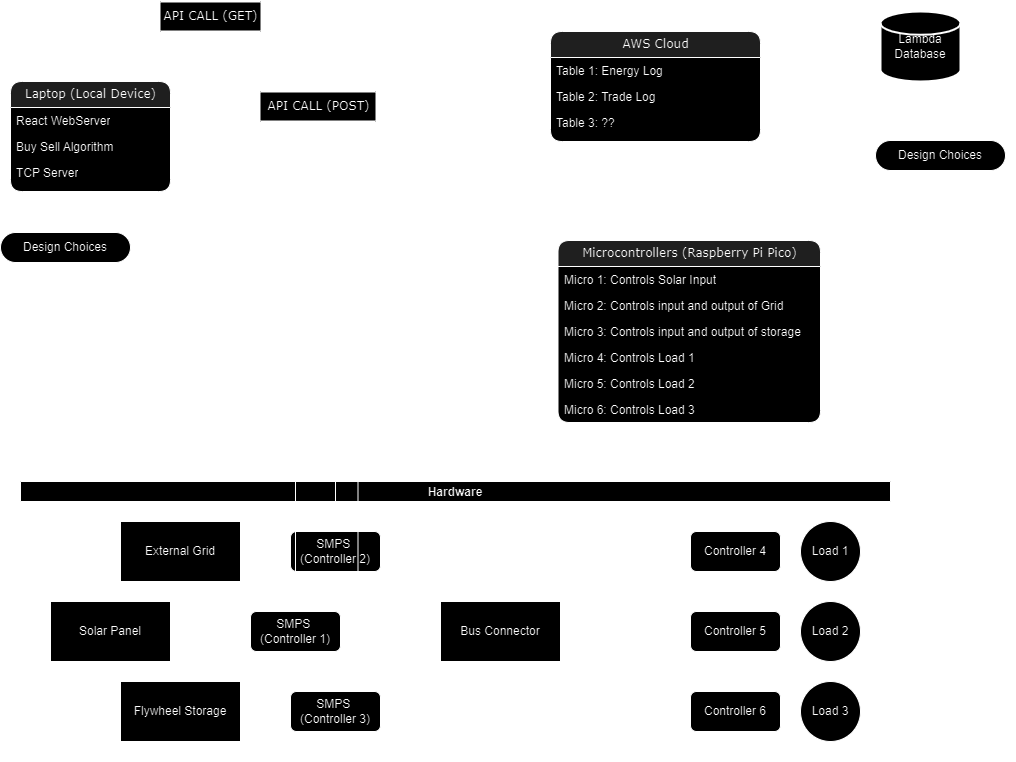 API CALL (GET)
AWS Cloud
Table 1: Energy Log
Table 2: Trade Log
Table 3: ??
Lambda
Database
Laptop (Local Device)
React WebServer
Buy Sell Algorithm
TCP Server
API CALL (POST)
Design Choices
Design Choices
Microcontrollers (Raspberry Pi Pico)
Micro 1: Controls Solar Input
Micro 2: Controls input and output of Grid
Micro 3: Controls input and output of storage
Micro 4: Controls Load 1
Micro 5: Controls Load 2
Micro 6: Controls Load 3
Hardware
External Grid
SMPS
(Controller 2)
Controller 4
Load 1
Solar Panel
SMPS
(Controller 1)
Bus Connector
Controller 5
Load 2
Flywheel Storage
SMPS
(Controller 3)
Controller 6
Load 3